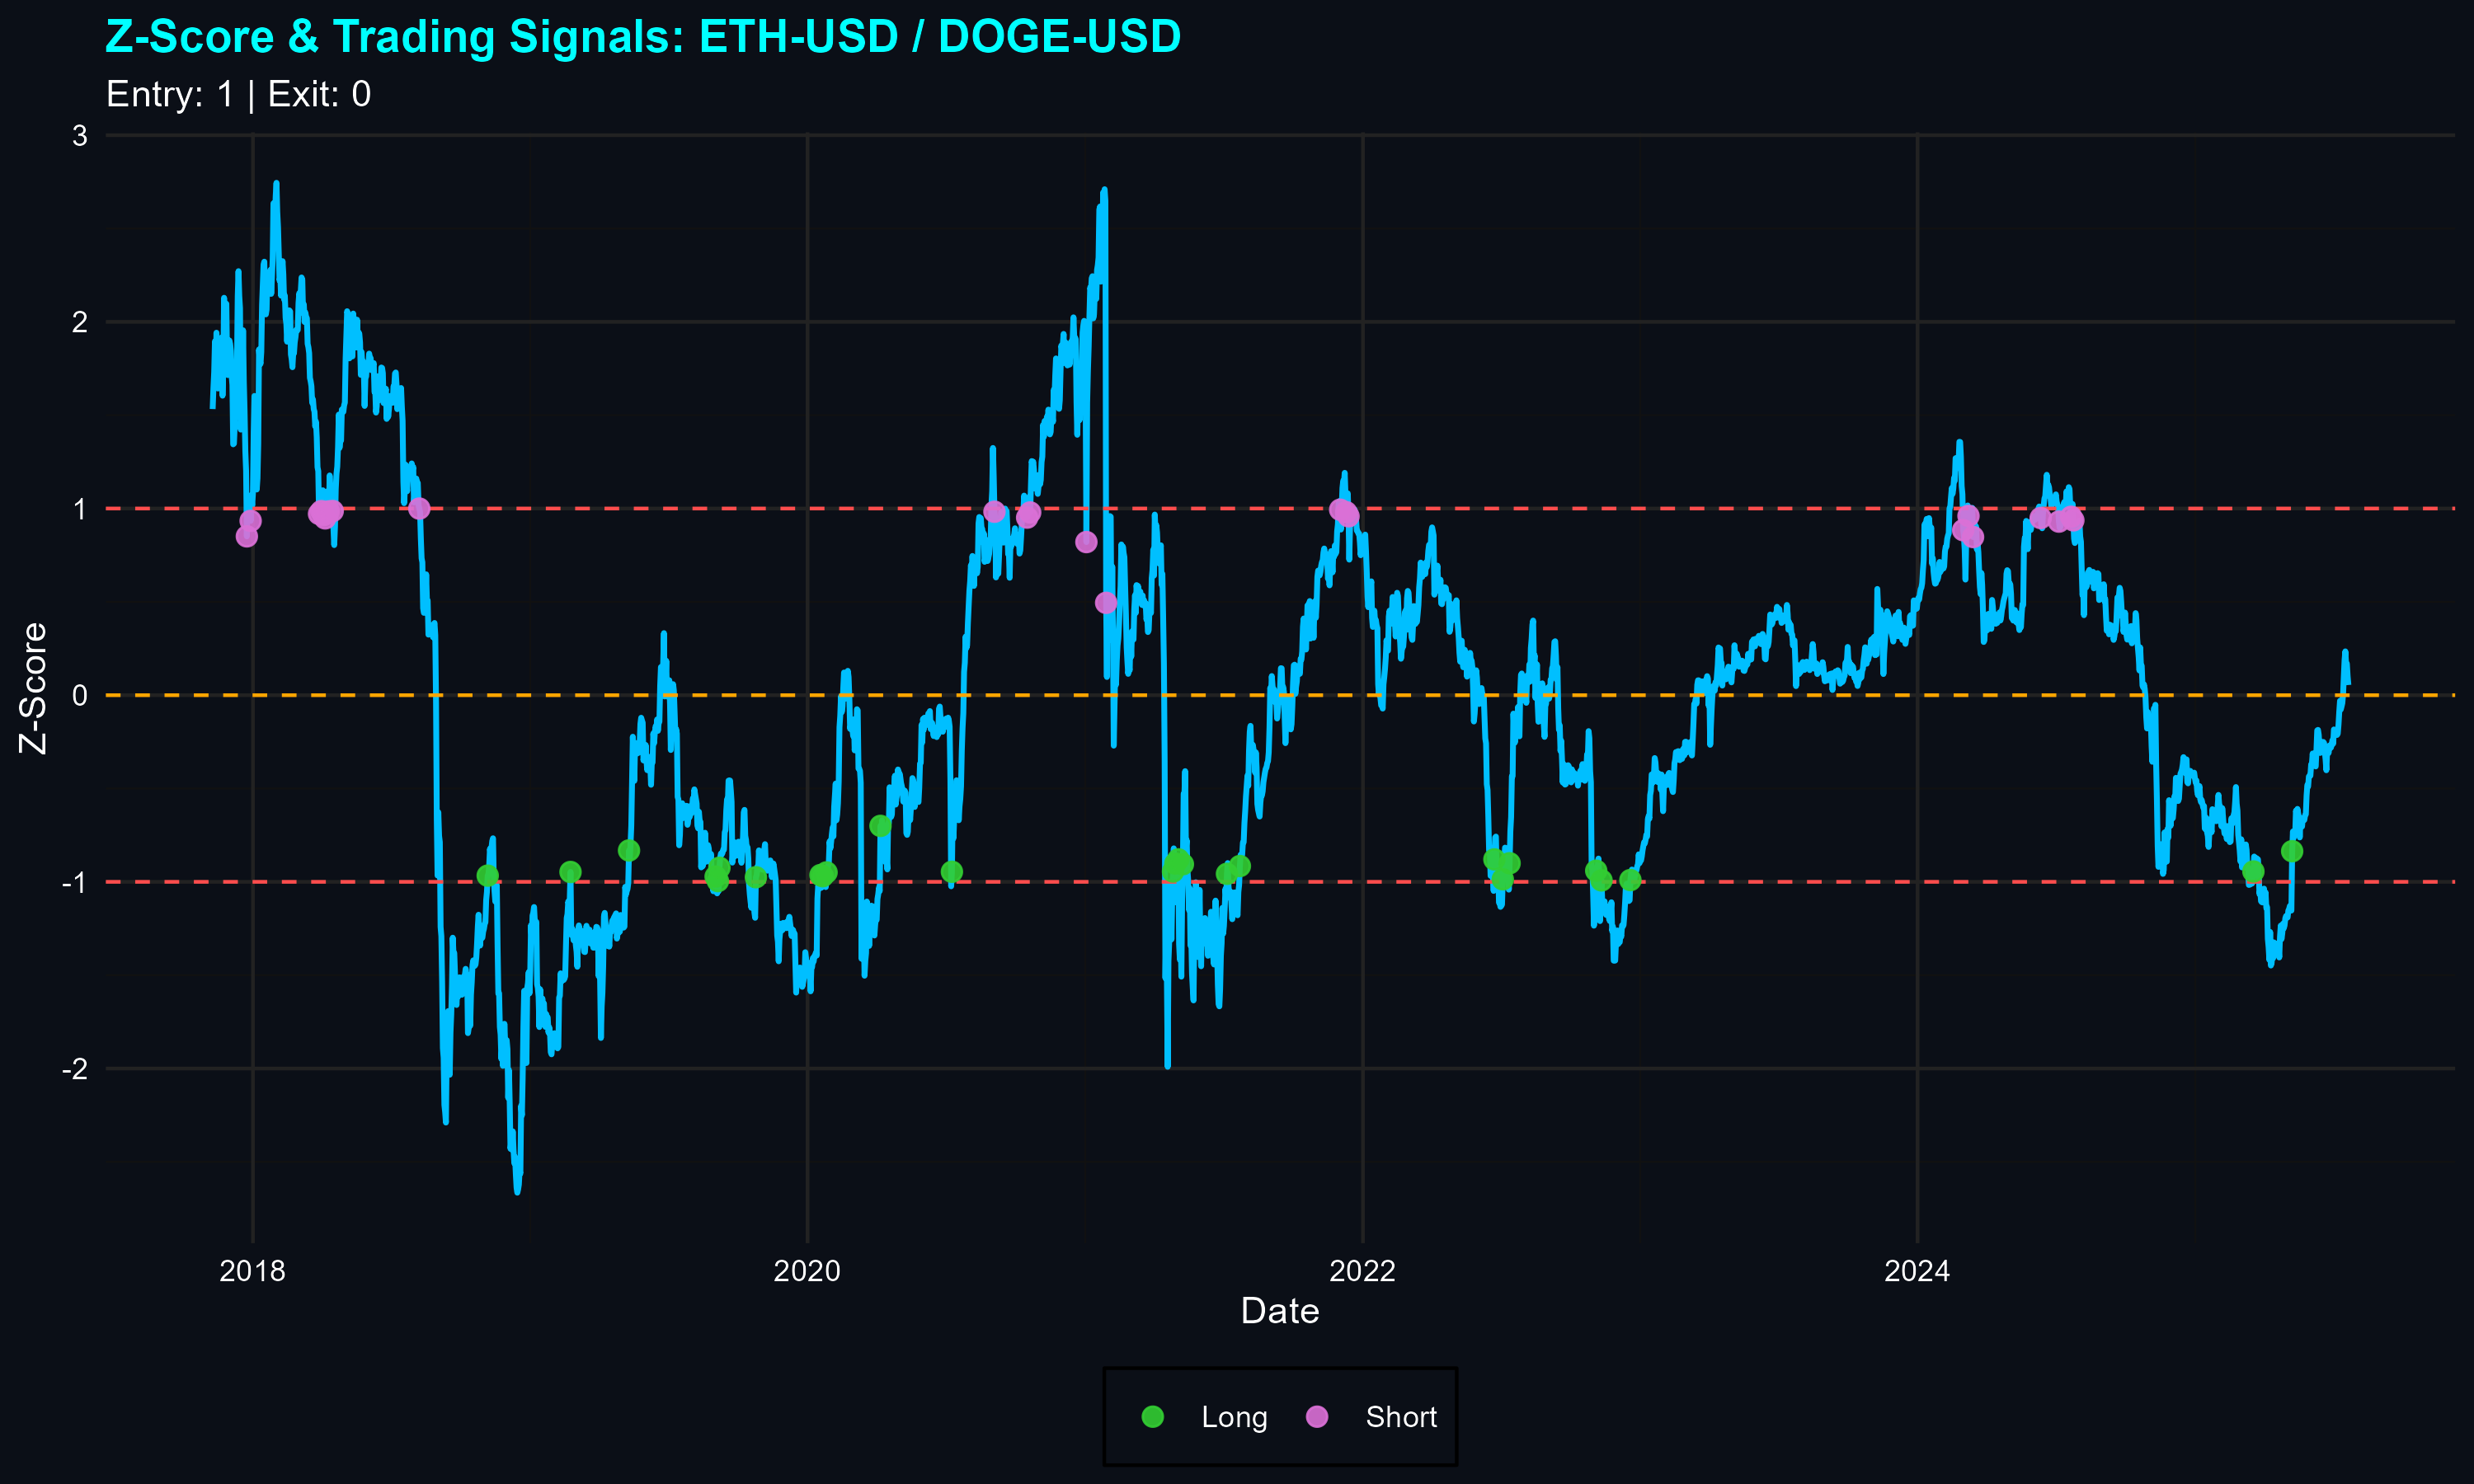 Z-Score & Trading Signals: ETH-USD / DOGE-USD
Entry: 1 | Exit: 0
3
2
1
0
-1
-2
Z-Score
2018 2020 2022 2024
Date
Long Short